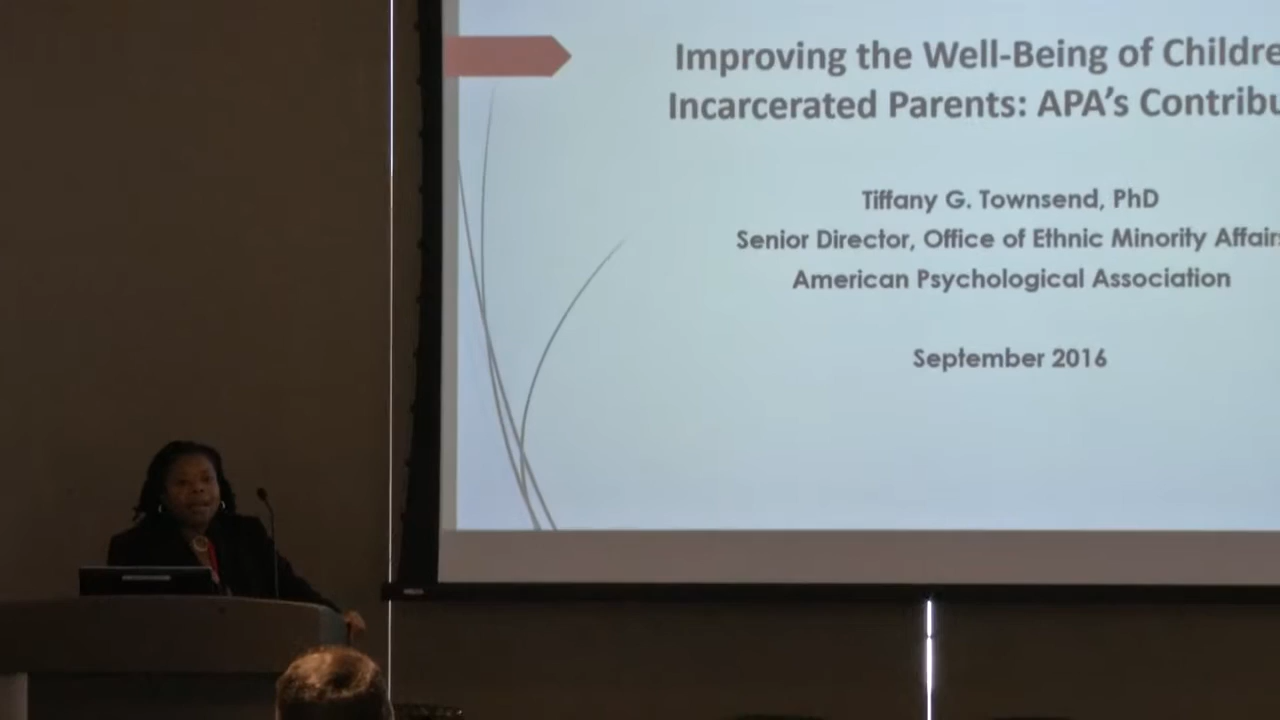 Improving the Well-Being of Childre
Incarcerated Parents: APA's Contribu
Tiffany G. Townsend, PhD
Senior Director, Office of Ethnic Minority Affairs
American Psychological Association
September 2016